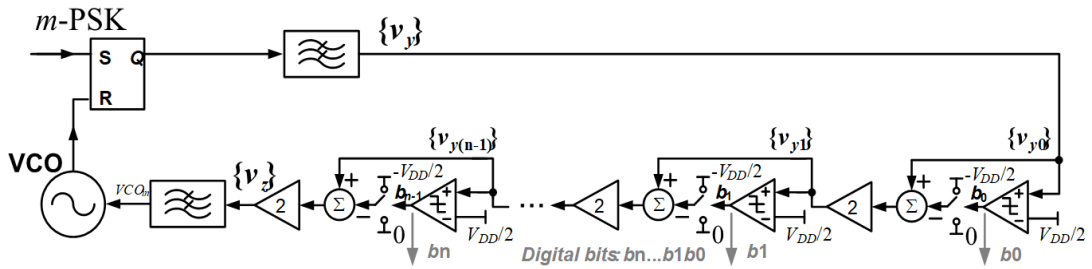 m-PSK
{v_y}
S Q
R
VCO
VCO_m
{v_z}
2
Σ
+
−
-V_DD/2
0
b_n-1
{v_y(n-1)}
+
−
V_DD/2
bn
...
2
Σ
+
−
-V_DD/2
0
b_1
{v_y1}
+
−
V_DD/2
b1
2
Σ
+
−
-V_DD/2
0
b_0
{v_y0}
+
−
V_DD/2
b0
Digital bits: bn...b1b0